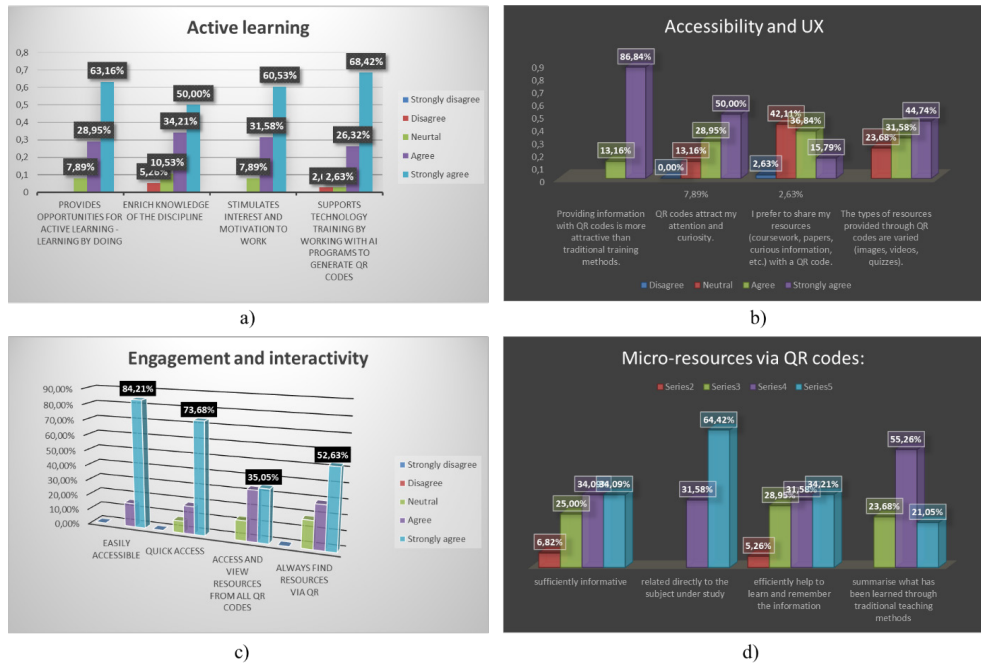 Active learning
0,8
0,7
0,6
0,5
0,4
0,3
0,2
0,1
0
63,16%
28,95%
7,89%
50,00%
34,21%
10,53%
5,26%
60,53%
31,58%
7,89%
68,42%
26,32%
2,63%
PROVIDES
OPPORTUNITIES FOR
ACTIVE LEARNING -
LEARNING BY DOING
ENRICH KNOWLEDGE
OF THE DISCIPLINE
STIMULATES
INTEREST AND
MOTIVATION TO
WORK
SUPPORTS
TECHNOLOGY
TRAINING BY
WORKING WITH AI
PROGRAMS TO
GENERATE QR
CODES
Strongly disagree
Disagree
Neurtal
Agree
Strongly agree
a)
Accessibility and UX
0,9
0,8
0,7
0,6
0,5
0,4
0,3
0,2
0,1
0
86,84%
13,16%
50,00%
28,95%
13,16%
0,00%
42,11%
36,84%
15,79%
2,63%
44,74%
31,58%
23,68%
7,89%
2,63%
Providing information
with QR codes is more
attractive than
traditional training
methods.
QR codes attract my
attention and
curiosity.
I prefer to share my
resources
(coursework, papers,
curious information,
etc.) with a QR code.
The types of resources
provided through QR
codes are varied
(images, videos,
quizzes).
Disagree Neutral Agree Strongly agree
b)
Engagement and interactivity
90,00%
80,00%
70,00%
60,00%
50,00%
40,00%
30,00%
20,00%
10,00%
0,00%
84,21%
73,68%
35,05%
52,63%
EASILY
ACCESSIBLE
QUICK ACCESS
ACCESS AND
VIEW
RESOURCES
FROM ALL QR
CODES
ALWAYS FIND
RESOURCES
VIA QR
Strongly disagree
Disagree
Neutral
Agree
Strongly agree
c)
Micro-resources via QR codes:
Series2 Series3 Series4 Series5
6,82%
25,00%
34,09%
34,09%
31,58%
64,42%
5,26%
28,95%
31,58%
34,21%
23,68%
55,26%
21,05%
sufficiently informative
related directly to the
subject under study
efficiently help to
learn and remember
the information
summarise what has
been learned through
traditional teaching
methods
d)